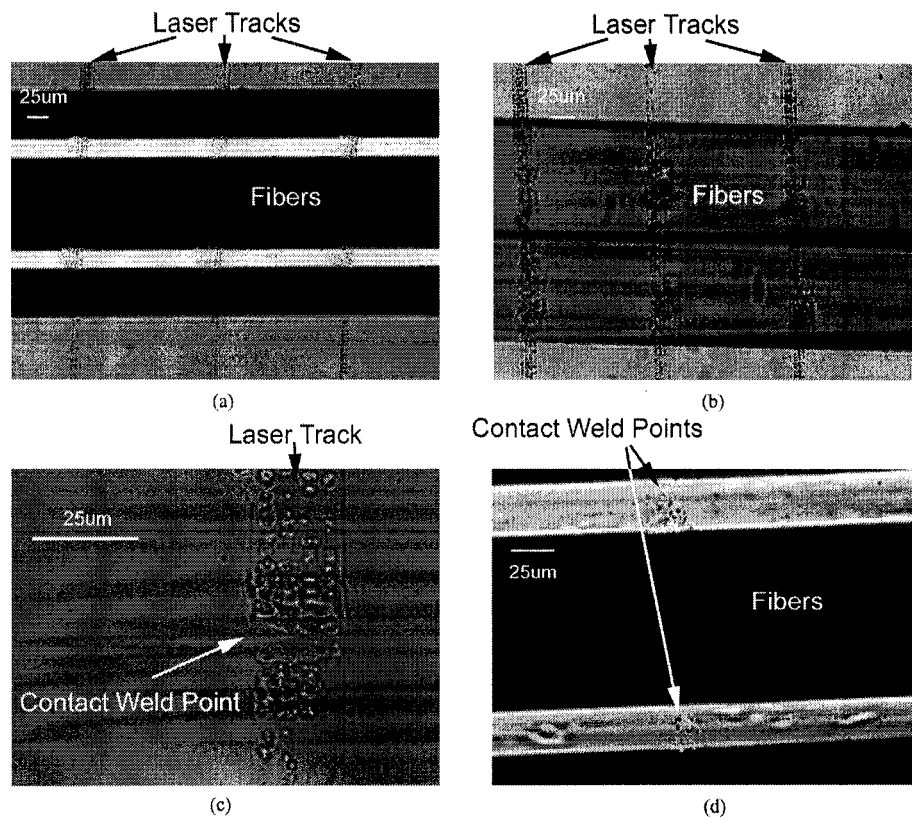 Laser Tracks
25um
Fibers
(a)
Laser Tracks
25um
Fibers
(b)
Laser Track
25um
Contact Weld Point
(c)
Contact Weld Points
25um
Fibers
(d)